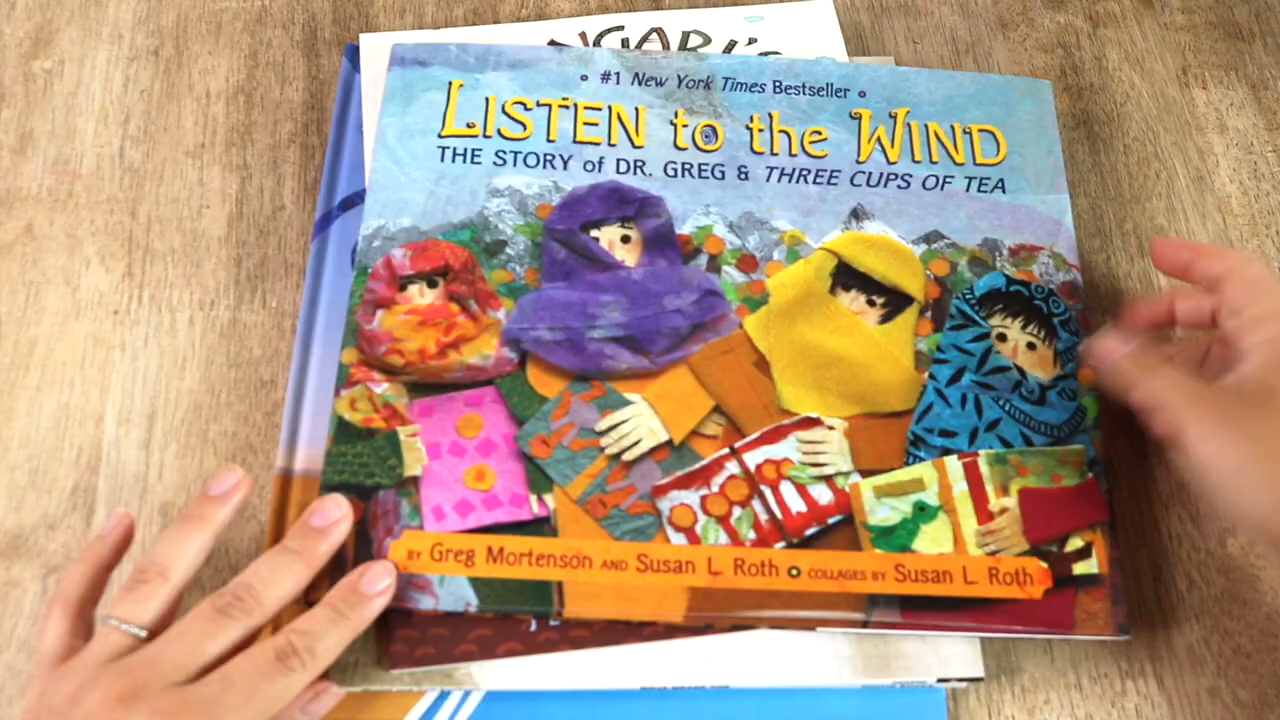 #1 New York Times Bestseller
LISTEN to the WIND
THE STORY of DR. GREG & THREE CUPS OF TEA
BY Greg Mortenson AND Susan L. Roth • COLLAGES BY Susan L. Roth